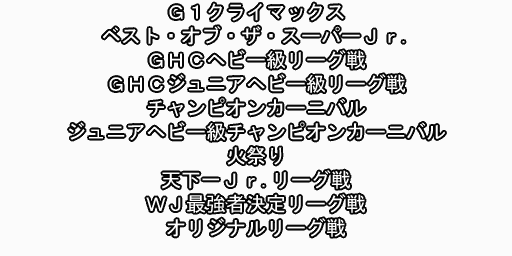 Ｇ１クライマックス
ベスト・オブ・ザ・スーパーＪｒ.
ＧＨＣヘビー級リーグ戦
ＧＨＣジュニアヘビー級リーグ戦
チャンピオンカーニバル
ジュニアヘビー級チャンピオンカーニバル
火祭り
天下一Ｊｒ.リーグ戦
ＷＪ最強者決定リーグ戦
オリジナルリーグ戦